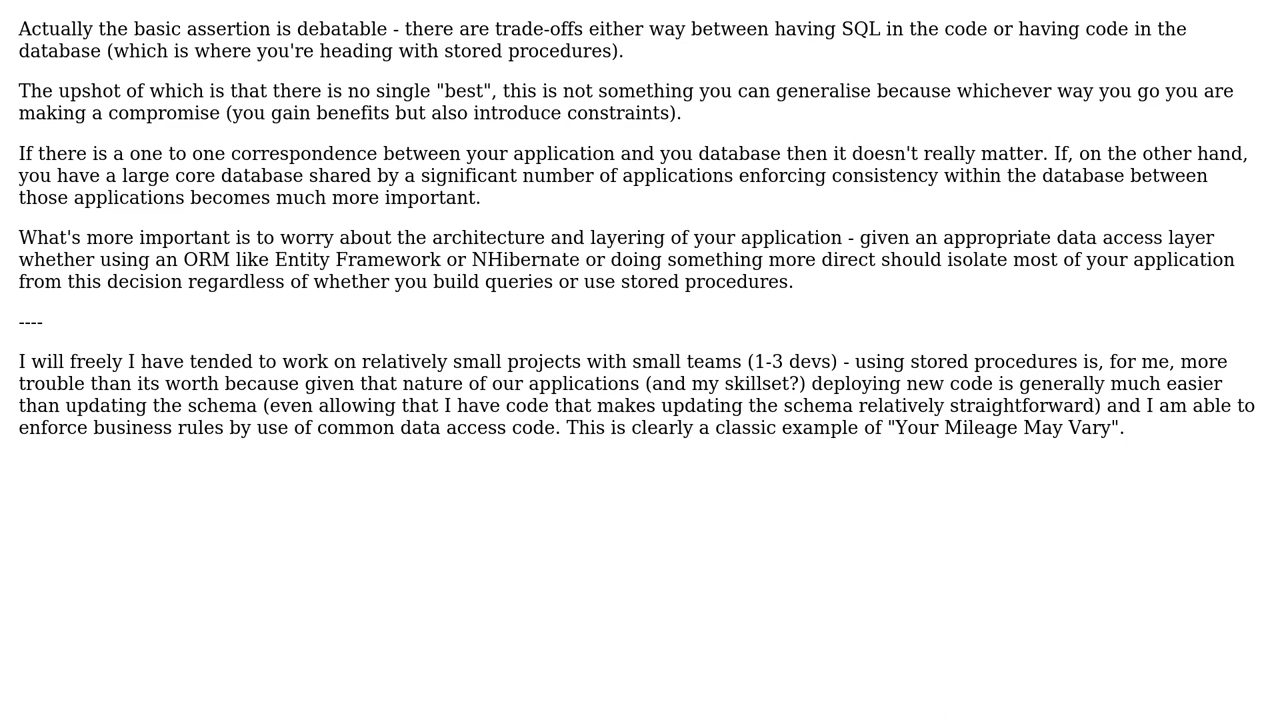 Actually the basic assertion is debatable - there are trade-offs either way between having SQL in the code or having code in the
database (which is where you're heading with stored procedures).
The upshot of which is that there is no single "best", this is not something you can generalise because whichever way you go you are
making a compromise (you gain benefits but also introduce constraints).
If there is a one to one correspondence between your application and you database then it doesn't really matter. If, on the other hand,
you have a large core database shared by a significant number of applications enforcing consistency within the database between
those applications becomes much more important.
What's more important is to worry about the architecture and layering of your application - given an appropriate data access layer
whether using an ORM like Entity Framework or NHibernate or doing something more direct should isolate most of your application
from this decision regardless of whether you build queries or use stored procedures.
----
I will freely I have tended to work on relatively small projects with small teams (1-3 devs) - using stored procedures is, for me, more
trouble than its worth because given that nature of our applications (and my skillset?) deploying new code is generally much easier
than updating the schema (even allowing that I have code that makes updating the schema relatively straightforward) and I am able to
enforce business rules by use of common data access code. This is clearly a classic example of "Your Mileage May Vary".